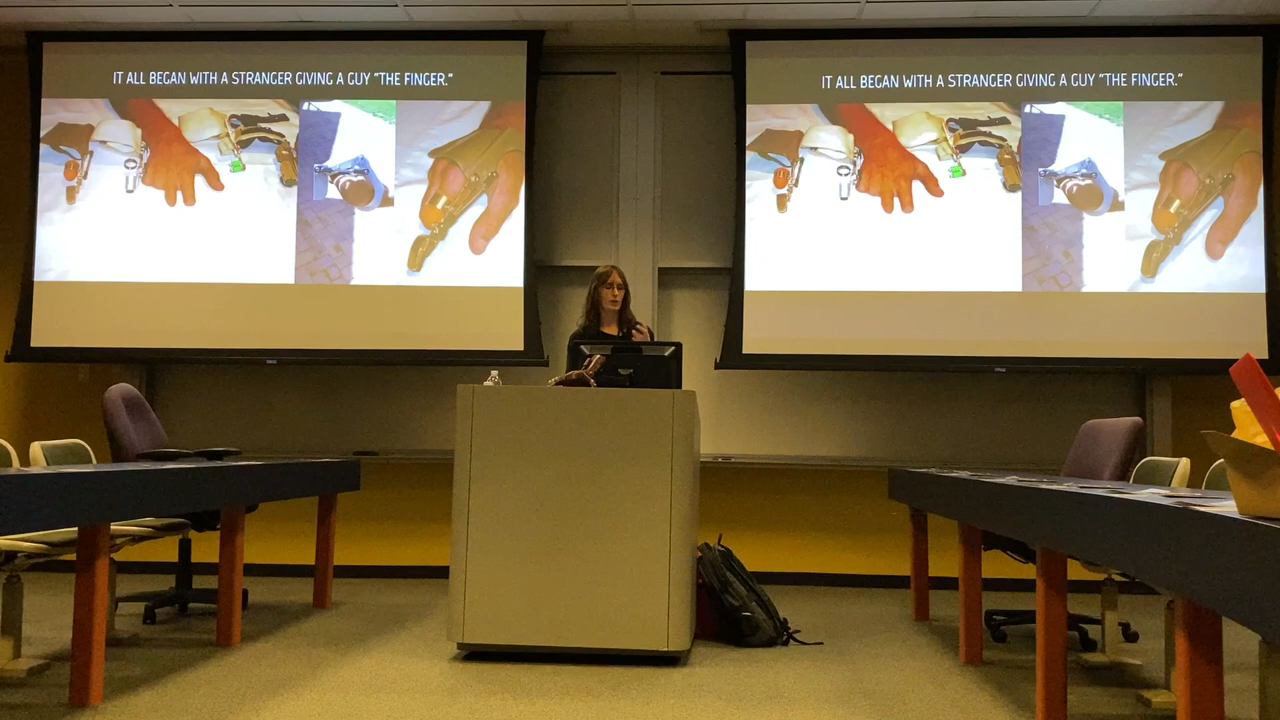 IT ALL BEGAN WITH A STRANGER GIVING A GUY "THE FINGER."
IT ALL BEGAN WITH A STRANGER GIVING A GUY "THE FINGER."